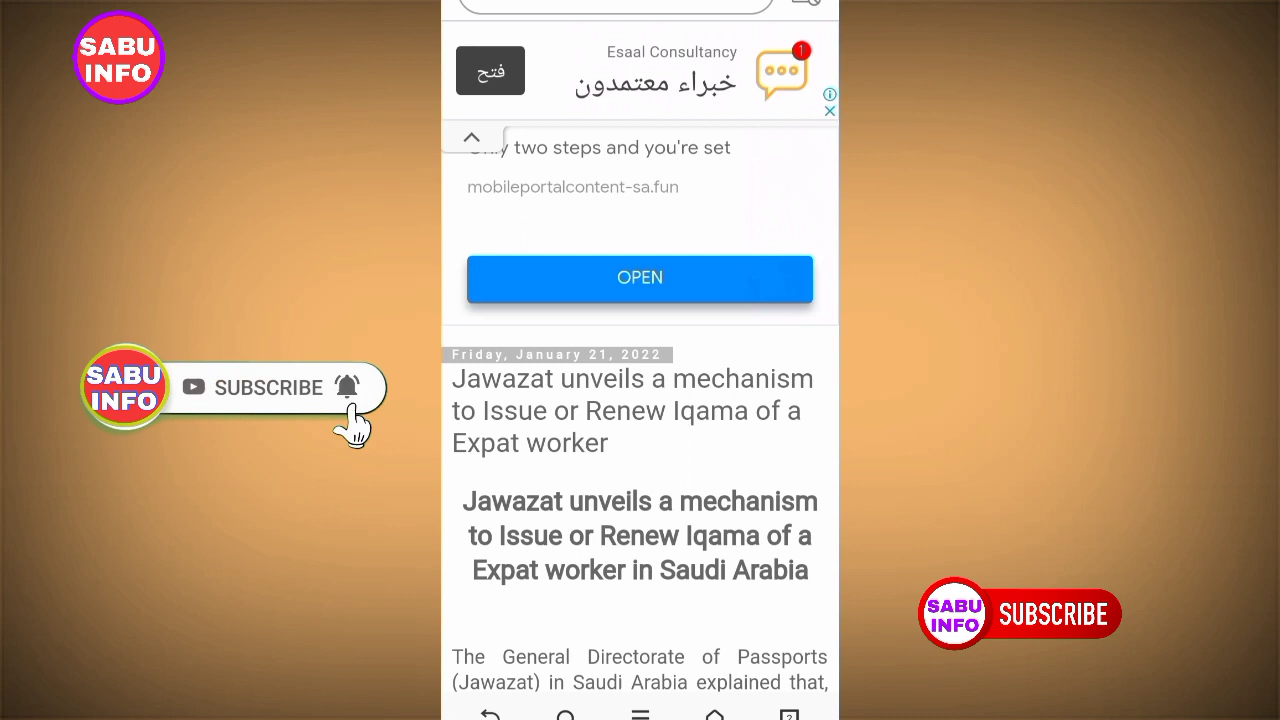 SABU
INFO
Esaal Consultancy
خبراء معتمدون
1
فتح
Only two steps and you're set
mobileportalcontent-sa.fun
OPEN
Friday, January 21, 2022
Jawazat unveils a mechanism
to Issue or Renew Iqama of a
Expat worker
Jawazat unveils a mechanism
to Issue or Renew Iqama of a
Expat worker in Saudi Arabia
The General Directorate of Passports
(Jawazat) in Saudi Arabia explained that,
SABU
INFO
SUBSCRIBE
SABU
INFO
SUBSCRIBE
2